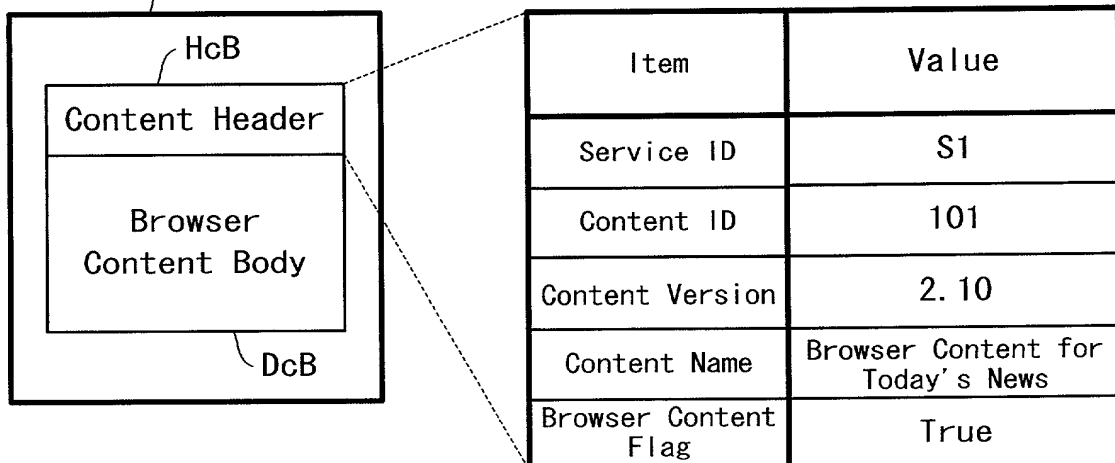 HcB
Content Header
Browser
Content Body
DcB
Item Value
Service ID S1
Content ID 101
Content Version 2.10
Content Name Browser Content for
Today's News
Browser Content
Flag True